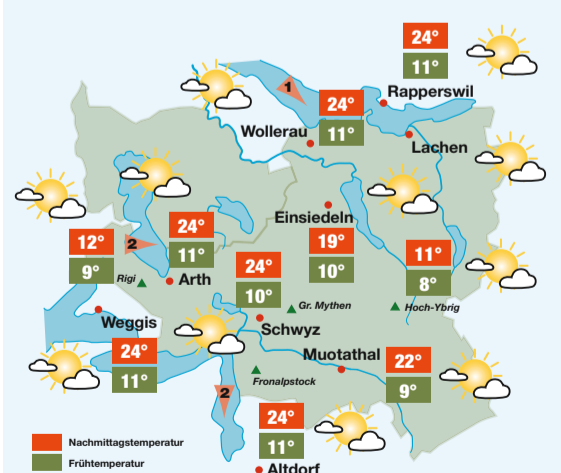 24°
11°
Rapperswil
1
24°
11°
Wollerau
Lachen
Einsiedeln
19°
10°
24°
11°
Arth
12°
9°
2
Rigi
11°
8°
Hoch-Ybrig
24°
10°
Gr. Mythen
Schwyz
Weggis
24°
11°
Muotathal
22°
9°
Fronalpstock
2
24°
11°
Altdorf
Nachmittagstemperatur
Frühtemperatur